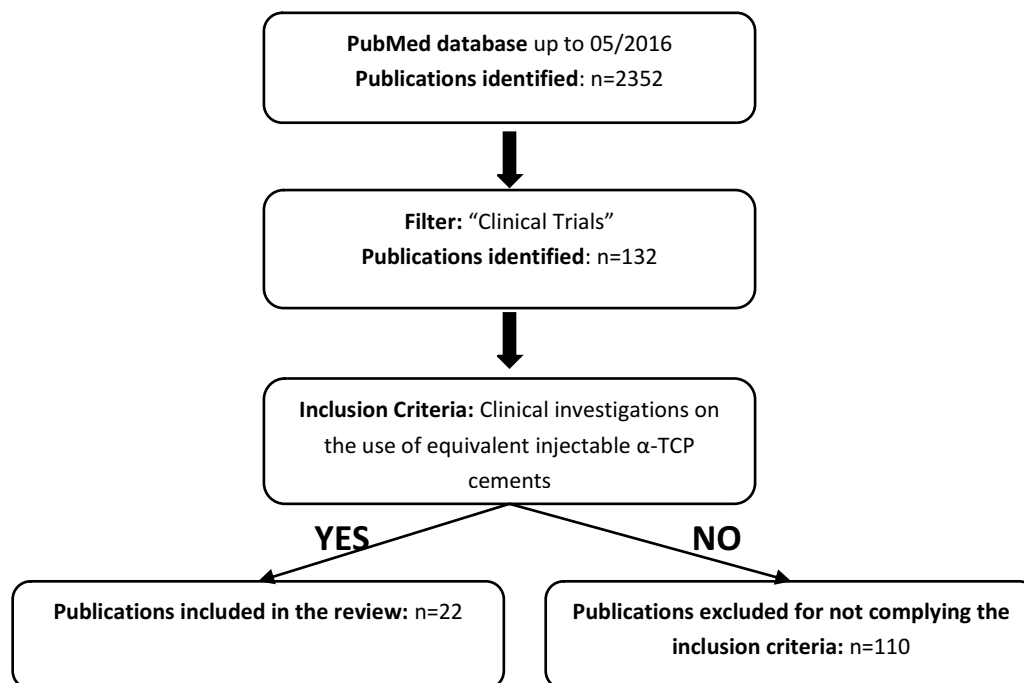 PubMed database up to 05/2016
Publications identified: n=2352
Filter: “Clinical Trials”
Publications identified: n=132
Inclusion Criteria: Clinical investigations on
the use of equivalent injectable α-TCP
cements
YES
NO
Publications included in the review: n=22
Publications excluded for not complying the
inclusion criteria: n=110